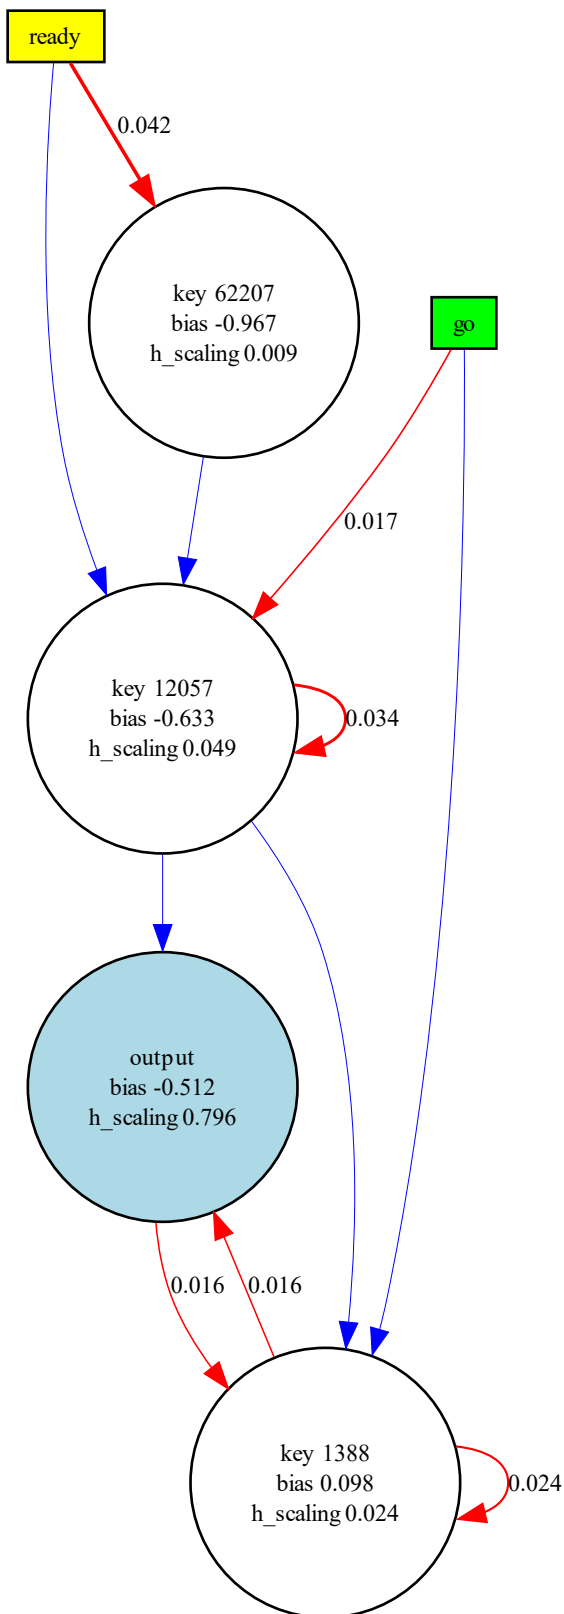 ready
0.042
key 62207
bias -0.967
h_scaling 0.009
go
0.017
key 12057
bias -0.633
h_scaling 0.049
0.034
output
bias -0.512
h_scaling 0.796
0.016
0.016
key 1388
bias 0.098
h_scaling 0.024
0.024